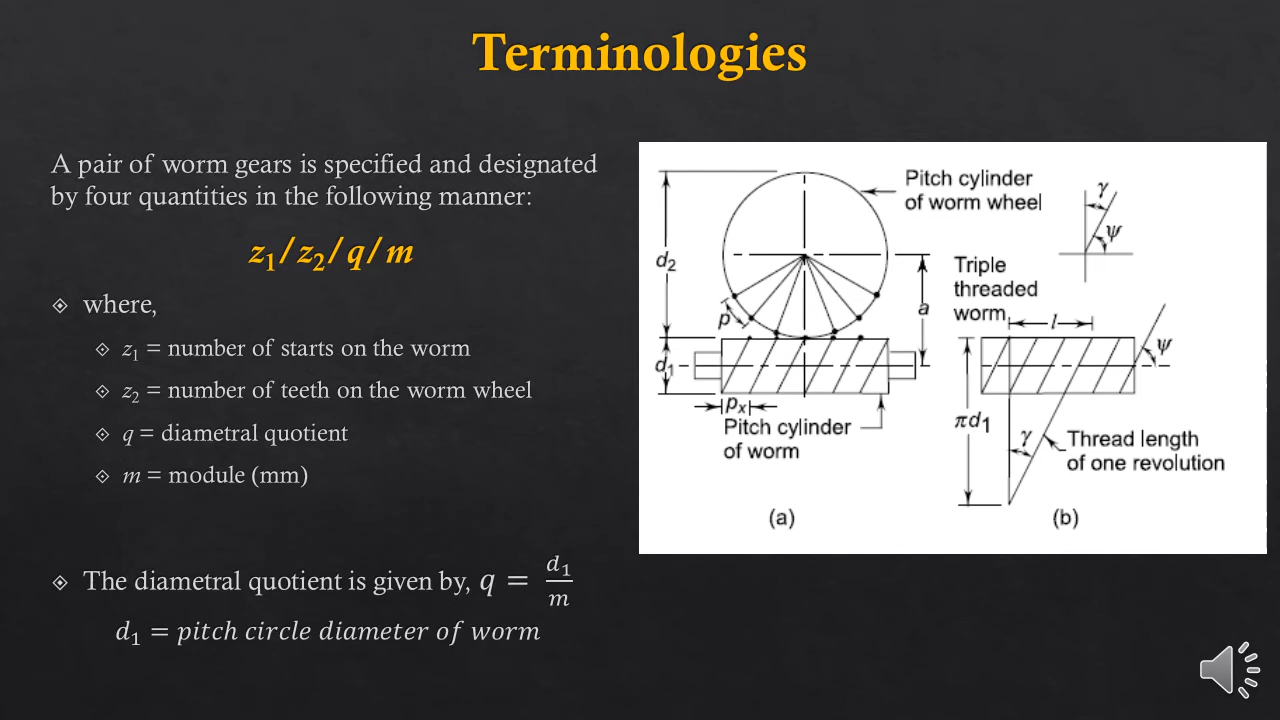 Terminologies
A pair of worm gears is specified and designated
by four quantities in the following manner:
z₁/z₂/q/m
where,
z₁ = number of starts on the worm
z₂ = number of teeth on the worm wheel
q = diametral quotient
m = module (mm)
The diametral quotient is given by, q = d₁/m
d₁ = pitch circle diameter of worm
Pitch cylinder
of worm wheel
d₂
p
a
d₁
pₓ
Pitch cylinder
of worm
(a)
γ
ψ
Triple
threaded
worm
l
ψ
πd₁
γ
Thread length
of one revolution
(b)